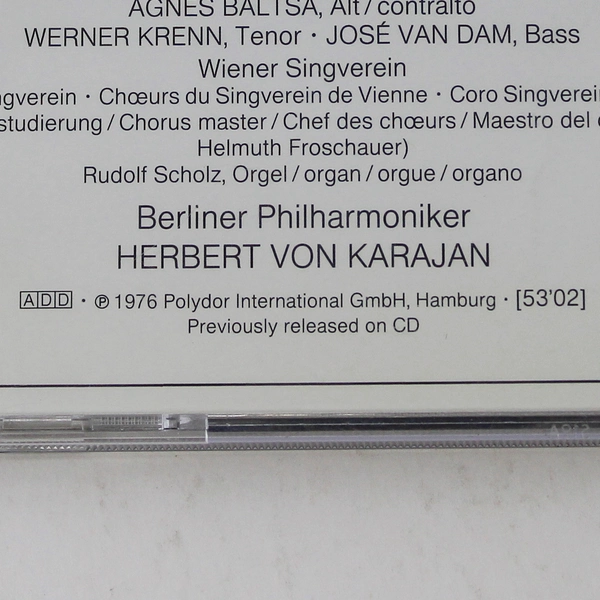 AGNES BALTSA, Alt / contralto
WERNER KRENN, Tenor · JOSÉ VAN DAM, Bass
Wiener Singverein
ngverein · Chœurs du Singverein de Vienne · Coro Singverei
studierung / Chorus master / Chef des chœurs / Maestro del
Helmuth Froschauer)
Rudolf Scholz, Orgel / organ / orgue / organo
Berliner Philharmoniker
HERBERT VON KARAJAN
ADD · ℗ 1976 Polydor International GmbH, Hamburg · [53'02]
Previously released on CD